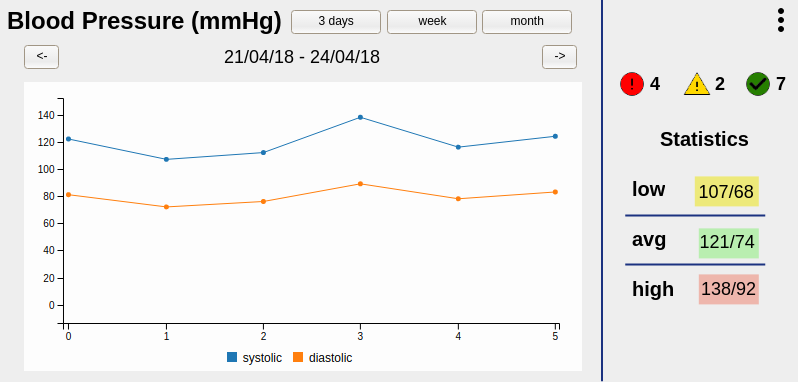 Blood Pressure (mmHg) 3 days week month
<- 21/04/18 - 24/04/18 ->
140
120
100
80
60
40
20
0
0 1 2 3 4 5
systolic diastolic
! 4 ! 2 7
Statistics
low 107/68
avg 121/74
high 138/92